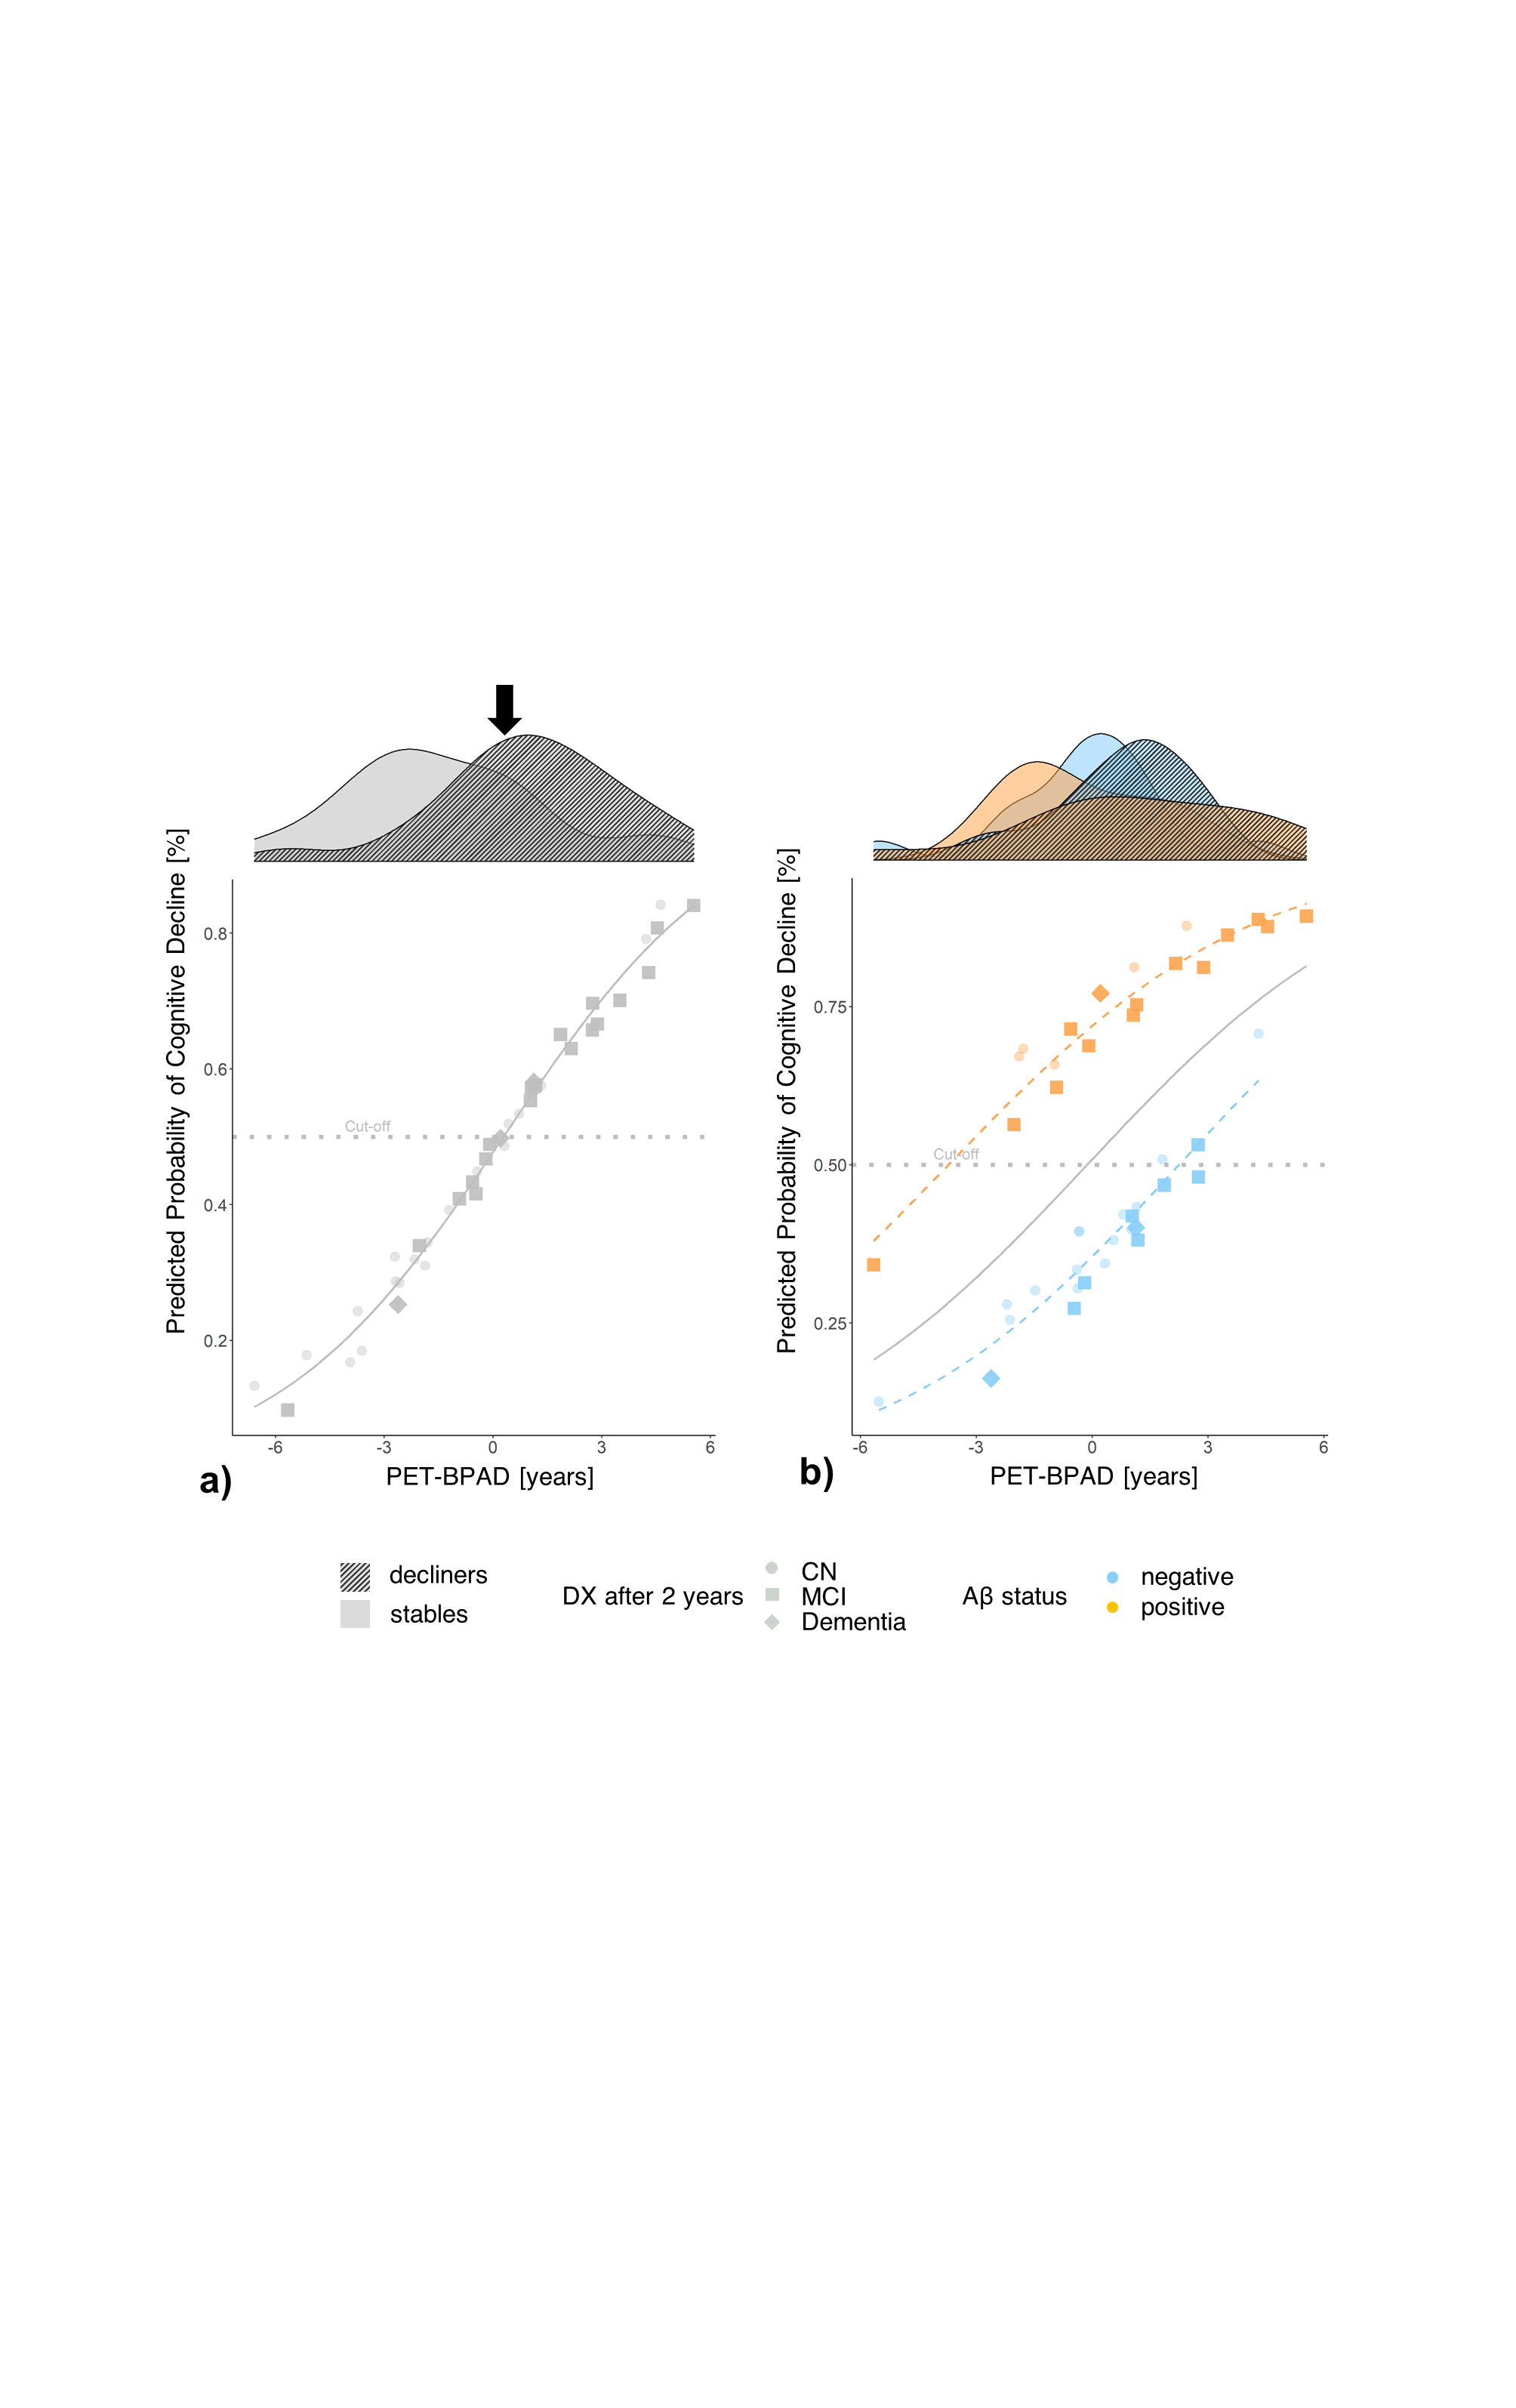 Predicted Probability of Cognitive Decline [%]
0.8
0.6
Cut-off
0.4
0.2
-6 -3 0 3 6
a) PET-BPAD [years]
Predicted Probability of Cognitive Decline [%]
0.75
0.50
Cut-off
0.25
-6 -3 0 3 6
b) PET-BPAD [years]
decliners
stables
DX after 2 years
CN
MCI
Dementia
Aβ status
negative
positive